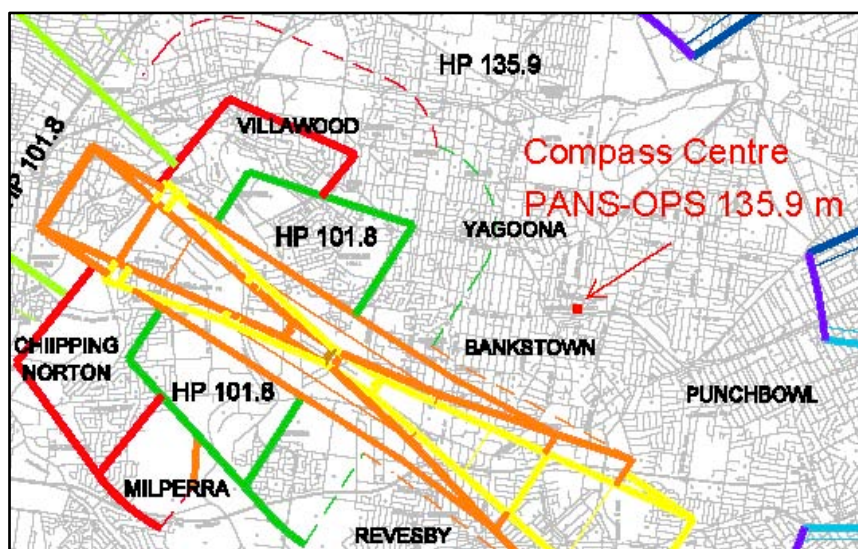 HP 135.9
VILLAWOOD
HP 101.8
Compass Centre
PANS-OPS 135.9 m
HP 101.8
YAGOONA
CHIIPPING
NORTON
BANKSTOWN
HP 101.8
PUNCHBOWL
MILPERRA
REVESBY